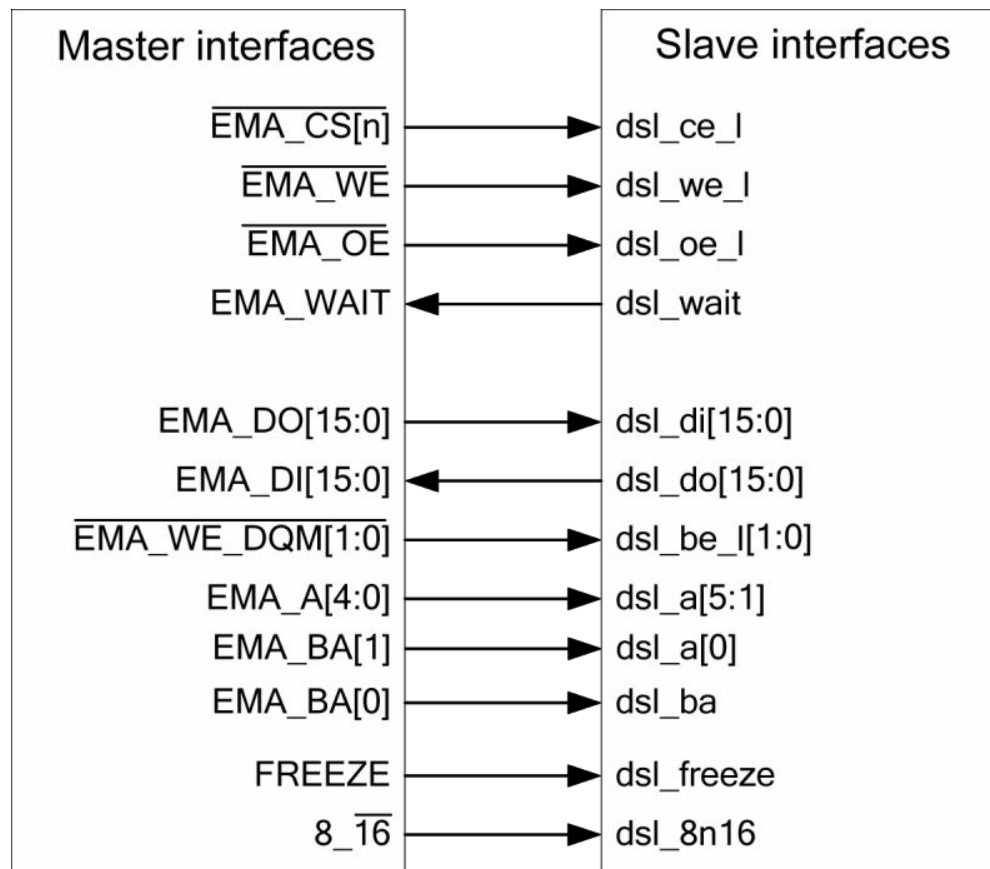 Master interfaces Slave interfaces
EMA_CS[n] dsl_ce_l
EMA_WE dsl_we_l
EMA_OE dsl_oe_l
EMA_WAIT dsl_wait
EMA_DO[15:0] dsl_di[15:0]
EMA_DI[15:0] dsl_do[15:0]
EMA_WE_DQM[1:0] dsl_be_l[1:0]
EMA_A[4:0] dsl_a[5:1]
EMA_BA[1] dsl_a[0]
EMA_BA[0] dsl_ba
FREEZE dsl_freeze
8_16 dsl_8n16